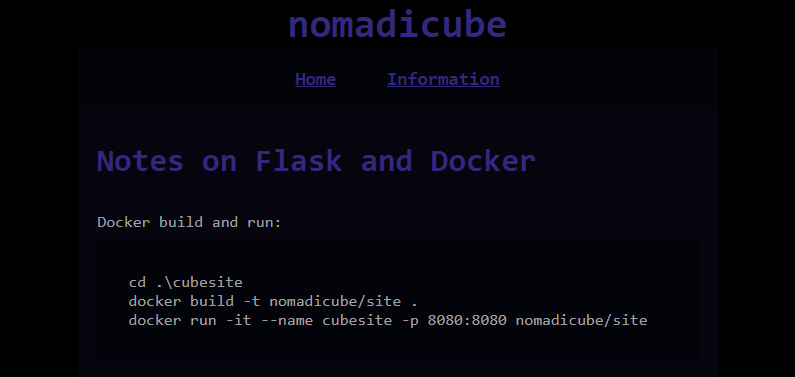 nomadicube
Home Information
Notes on Flask and Docker
Docker build and run:
cd .\cubesite
docker build -t nomadicube/site .
docker run -it --name cubesite -p 8080:8080 nomadicube/site